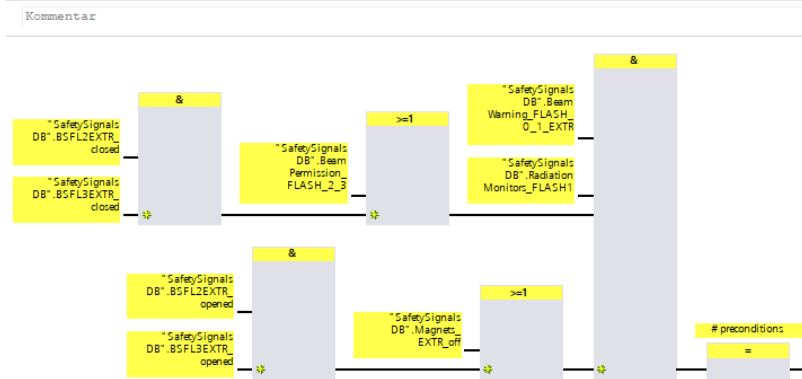 Kommentar
&
"SafetySignals
DB".Beam
Warning_FLASH_
0_1_EXTR
&
"SafetySignals
DB".BSFL2EXTR_
closed
>=1
"SafetySignals
DB".Beam
Permission_
FLASH_2_3
"SafetySignals
DB".Radiation
Monitors_FLASH1
"SafetySignals
DB".BSFL3EXTR_
closed
&
"SafetySignals
DB".BSFL2EXTR_
opened
>=1
"SafetySignals
DB".Magnets_
EXTR_off
"SafetySignals
DB".BSFL3EXTR_
opened
# preconditions
=